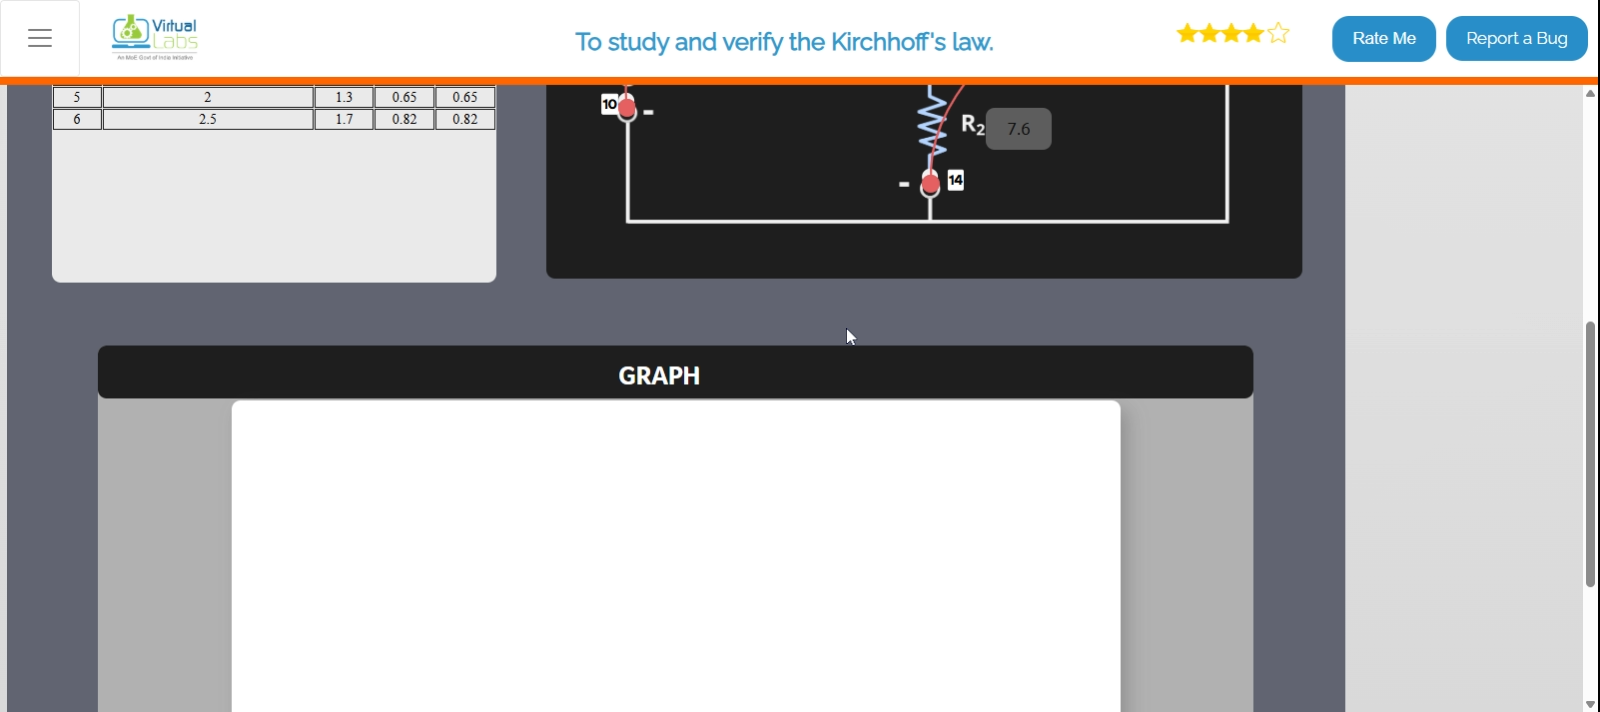 Virtual
Labs
An MoE Govt of India Initiative
To study and verify the Kirchhoff's law.
Rate Me
Report a Bug
5 2 1.3 0.65 0.65
6 2.5 1.7 0.82 0.82
10 -
R2 7.6
- 14
GRAPH